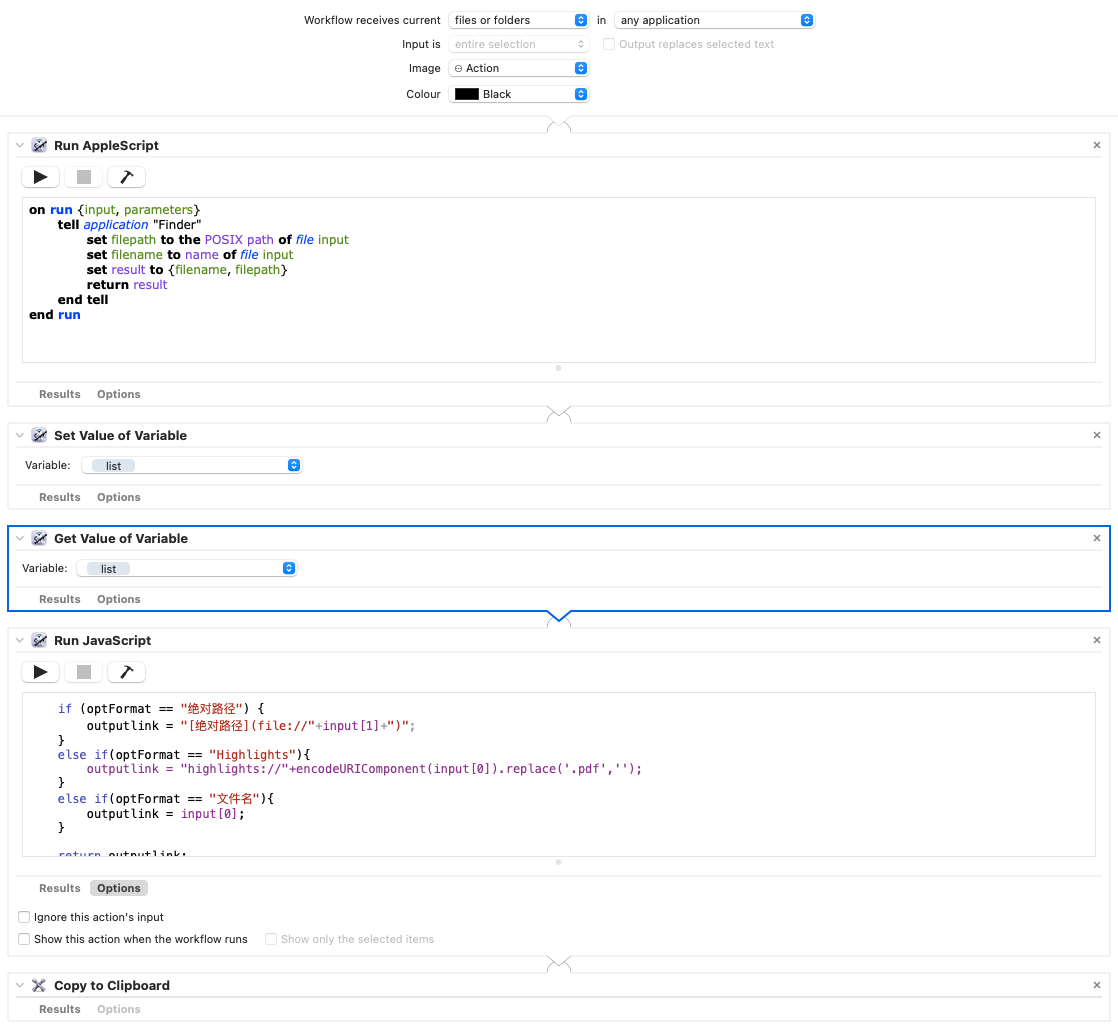 Workflow receives current files or folders in any application
Input is entire selection Output replaces selected text
Image Action
Colour Black
Run AppleScript
on run {input, parameters}
tell application "Finder"
set filepath to the POSIX path of file input
set filename to name of file input
set result to {filename, filepath}
return result
end tell
end run
Results Options
Set Value of Variable
Variable: list
Results Options
Get Value of Variable
Variable: list
Results Options
Run JavaScript
if (optFormat == "绝对路径") {
outputlink = "[绝对路径](file://"+input[1]+")";
}
else if(optFormat == "Highlights"){
outputlink = "highlights://"+encodeURIComponent(input[0]).replace('.pdf','');
}
else if(optFormat == "文件名"){
outputlink = input[0];
}
return outputlink;
Results Options
Ignore this action's input
Show this action when the workflow runs Show only the selected items
Copy to Clipboard
Results Options